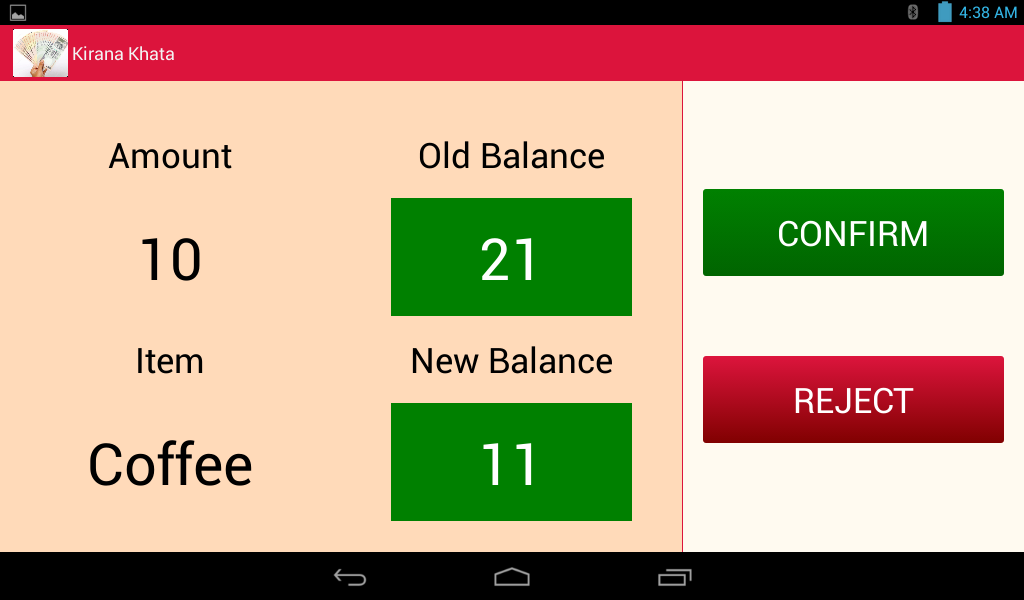 4:38 AM
Kirana Khata
Amount
Old Balance
10
21
CONFIRM
Item
New Balance
Coffee
11
REJECT